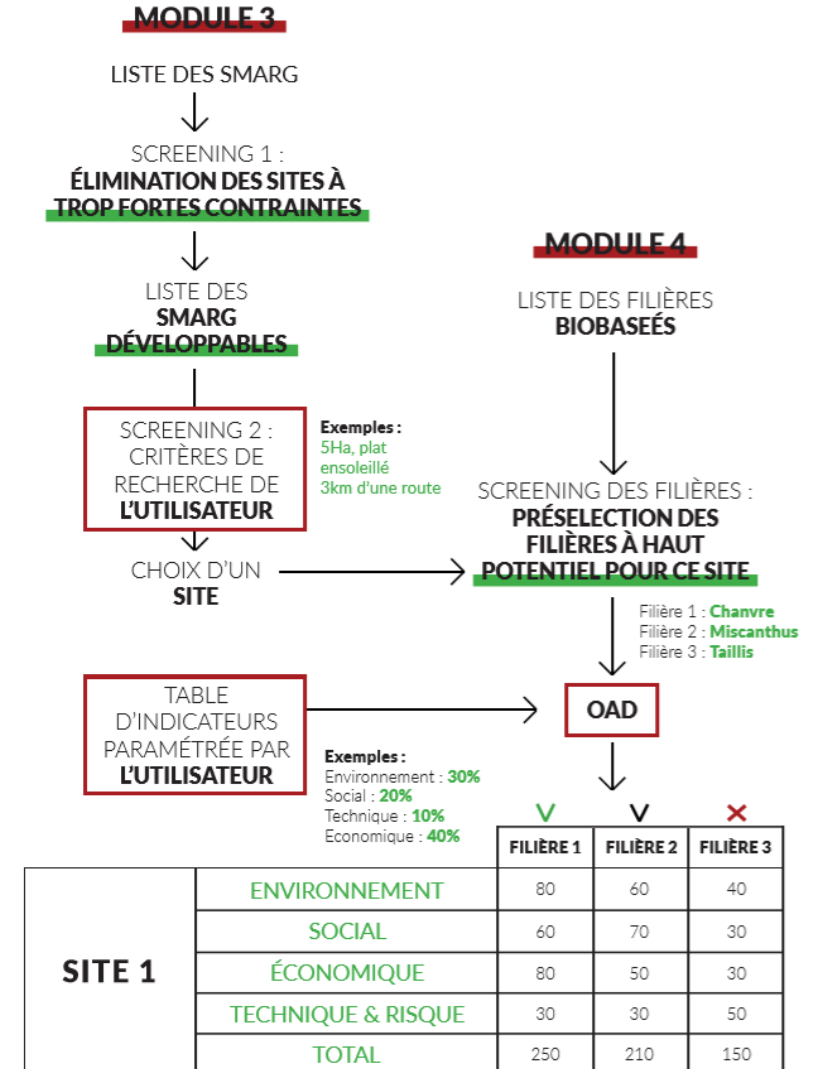 MODULE 3
LISTE DES SMARG
SCREENING 1 :
ÉLIMINATION DES SITES À
TROP FORTES CONTRAINTES
LISTE DES
SMARG
DÉVELOPPABLES
SCREENING 2 :
CRITÈRES DE
RECHERCHE DE
L'UTILISATEUR
Exemples :
5Ha, plat
ensoleillé
3km d'une route
CHOIX D'UN
SITE
MODULE 4
LISTE DES FILIÈRES
BIOBASEÉS
SCREENING DES FILIÈRES :
PRÉSELECTION DES
FILIÈRES À HAUT
POTENTIEL POUR CE SITE
Filière 1 : Chanvre
Filière 2 : Miscanthus
Filière 3 : Taillis
TABLE
D'INDICATEURS
PARAMÉTRÉE PAR
L'UTILISATEUR
Exemples :
Environnement : 30%
Social : 20%
Technique : 10%
Economique : 40%
OAD
V V X
FILIÈRE 1 FILIÈRE 2 FILIÈRE 3
SITE 1
ENVIRONNEMENT 80 60 40
SOCIAL 60 70 30
ÉCONOMIQUE 80 50 30
TECHNIQUE & RISQUE 30 30 50
TOTAL 250 210 150